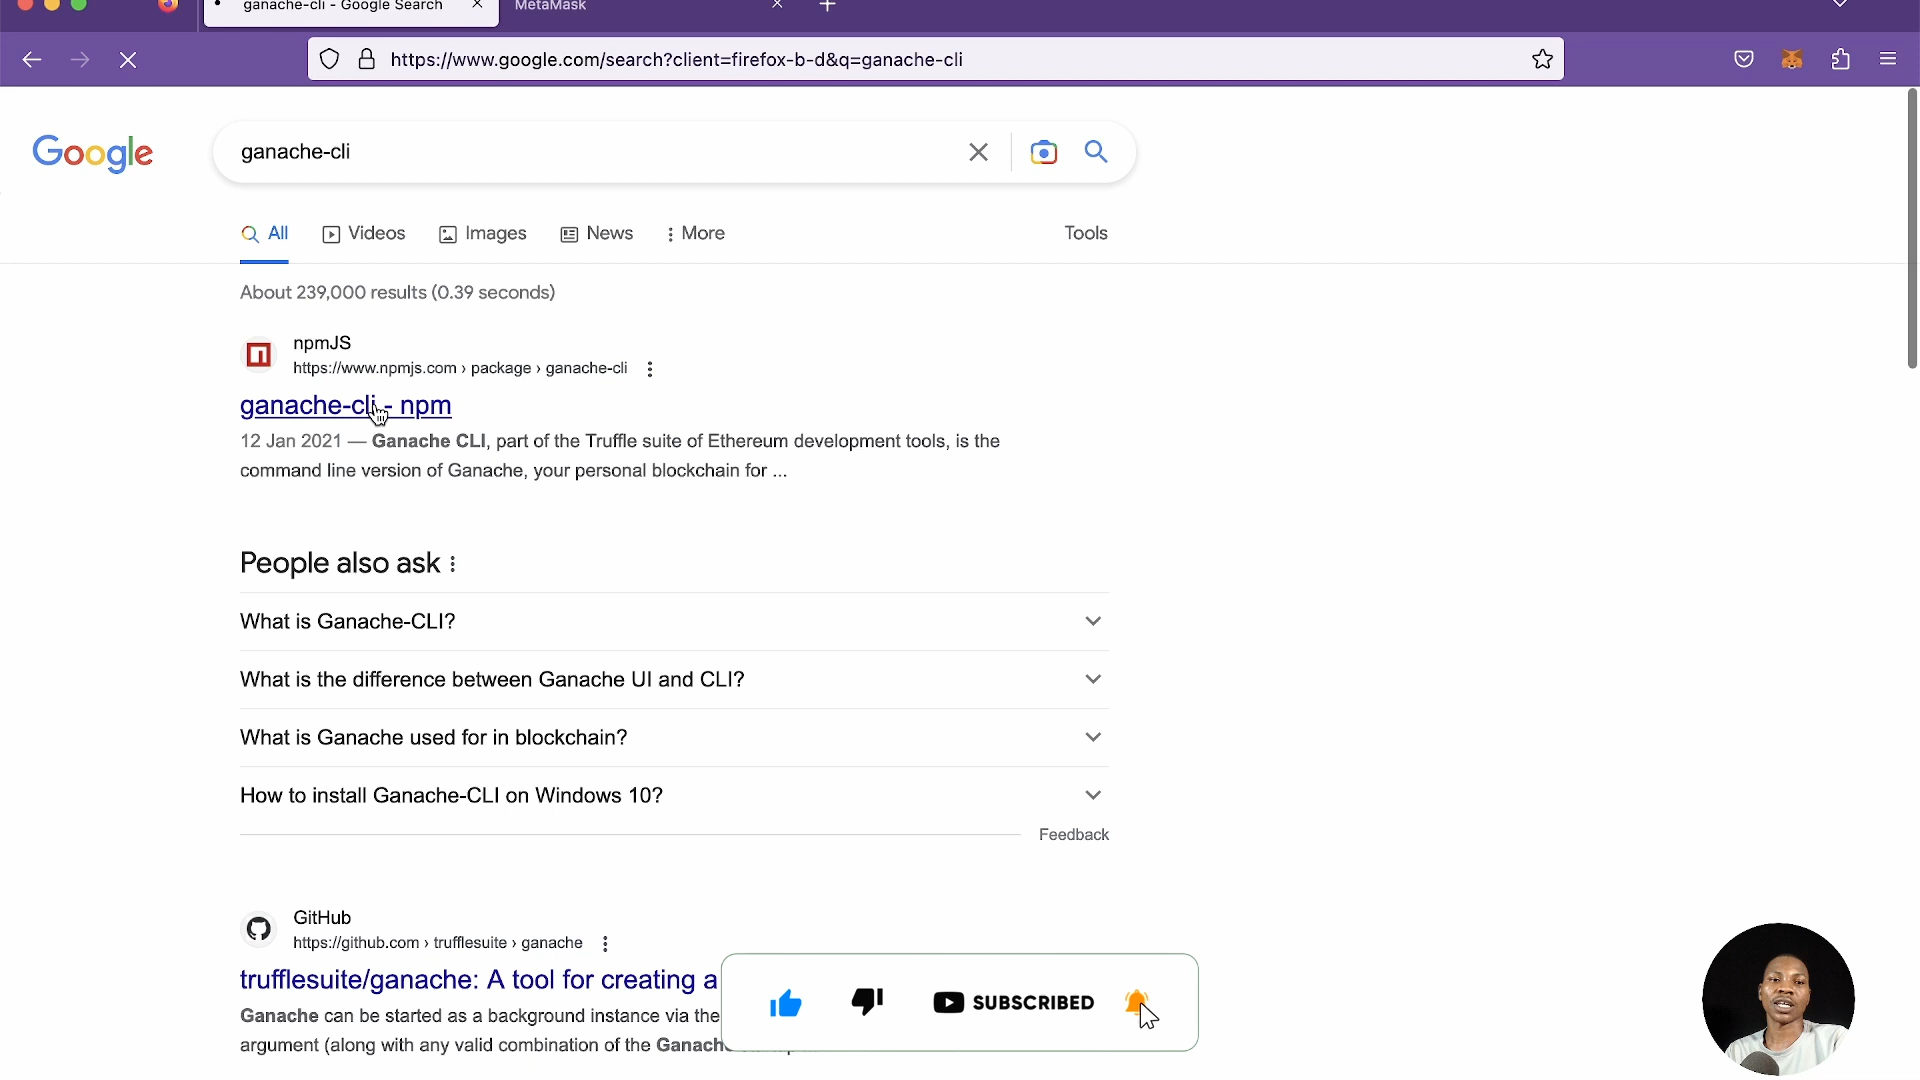 ganache-cli - Google Search
MetaMask
https://www.google.com/search?client=firefox-b-d&q=ganache-cli
Google
ganache-cli
All
Videos
Images
News
More
Tools
About 239,000 results (0.39 seconds)
npmJS
https://www.npmjs.com › package › ganache-cli
ganache-cli - npm
12 Jan 2021 — Ganache CLI, part of the Truffle suite of Ethereum development tools, is the
command line version of Ganache, your personal blockchain for ...
People also ask
What is Ganache-CLI?
What is the difference between Ganache UI and CLI?
What is Ganache used for in blockchain?
How to install Ganache-CLI on Windows 10?
Feedback
GitHub
https://github.com › trufflesuite › ganache
trufflesuite/ganache: A tool for creating a
Ganache can be started as a background instance via the
argument (along with any valid combination of the
SUBSCRIBED